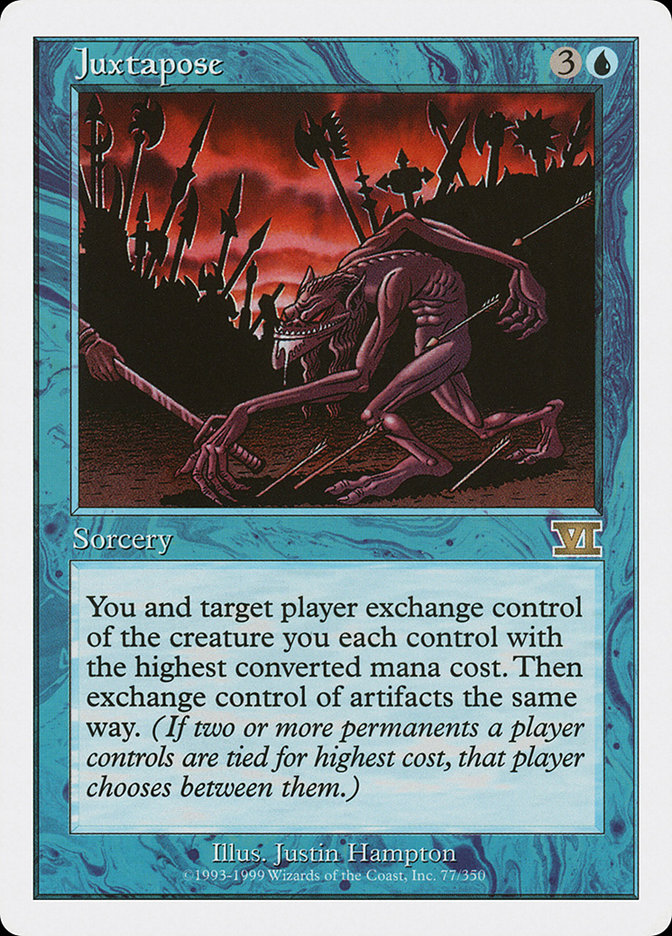 Juxtapose 3
Sorcery VI
You and target player exchange control
of the creature you each control with
the highest converted mana cost. Then
exchange control of artifacts the same
way. (If two or more permanents a player
controls are tied for highest cost, that player
chooses between them.)
Illus. Justin Hampton
©1993-1999 Wizards of the Coast, Inc. 77/350